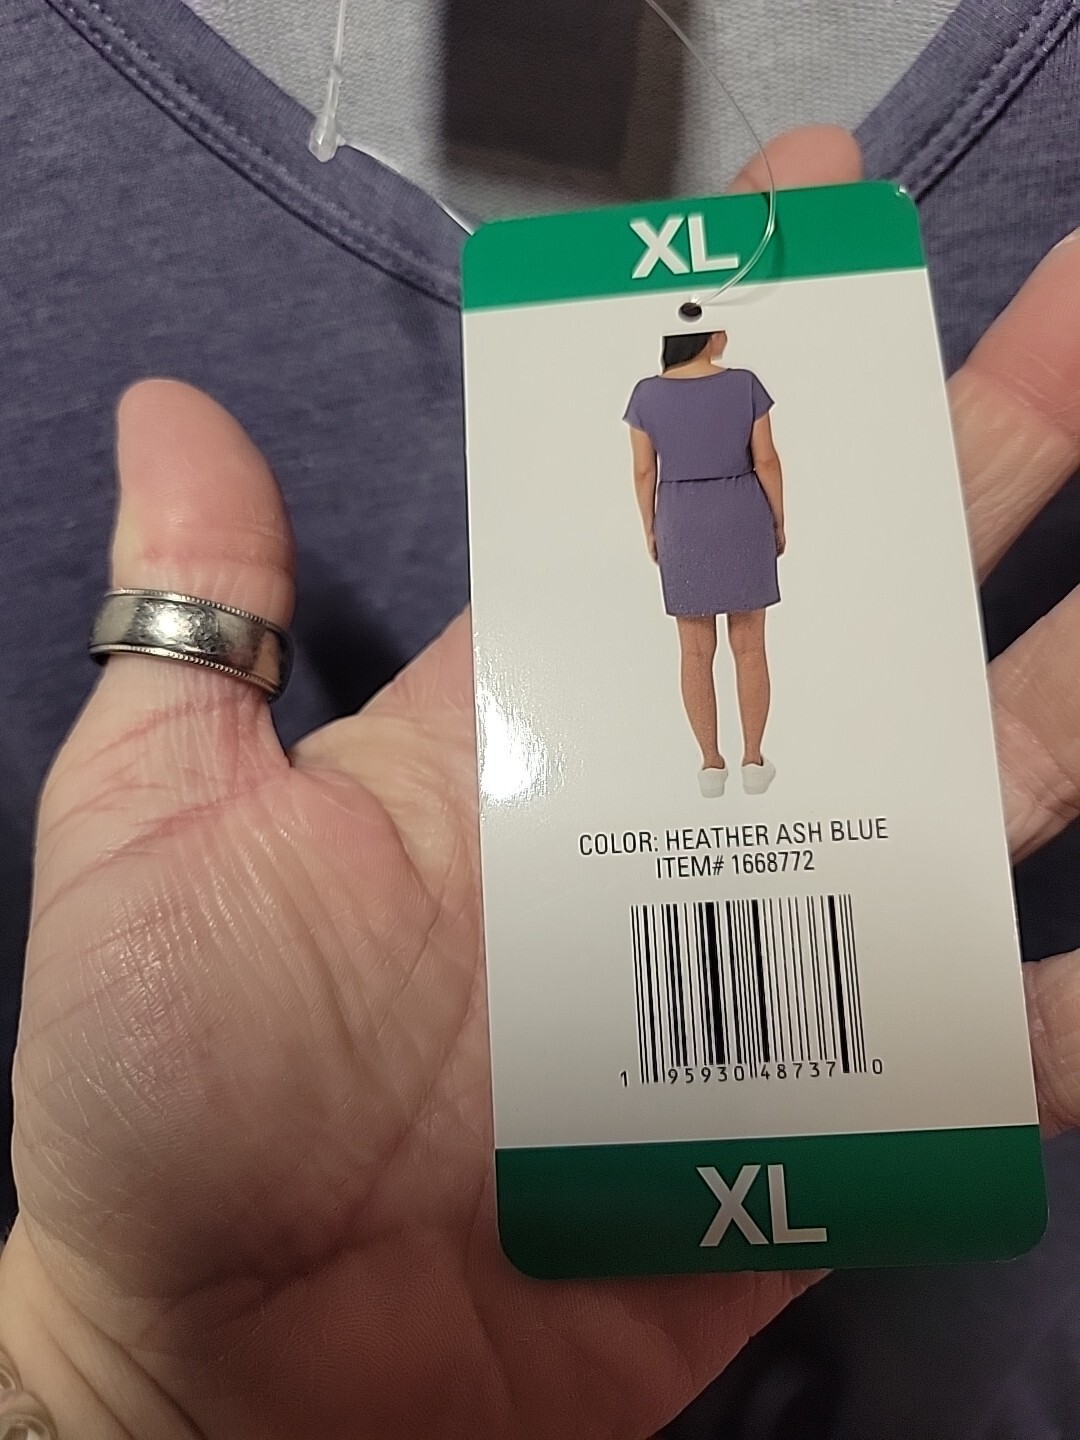 XL
COLOR: HEATHER ASH BLUE
ITEM# 1668772
1 95930 48737 0
XL